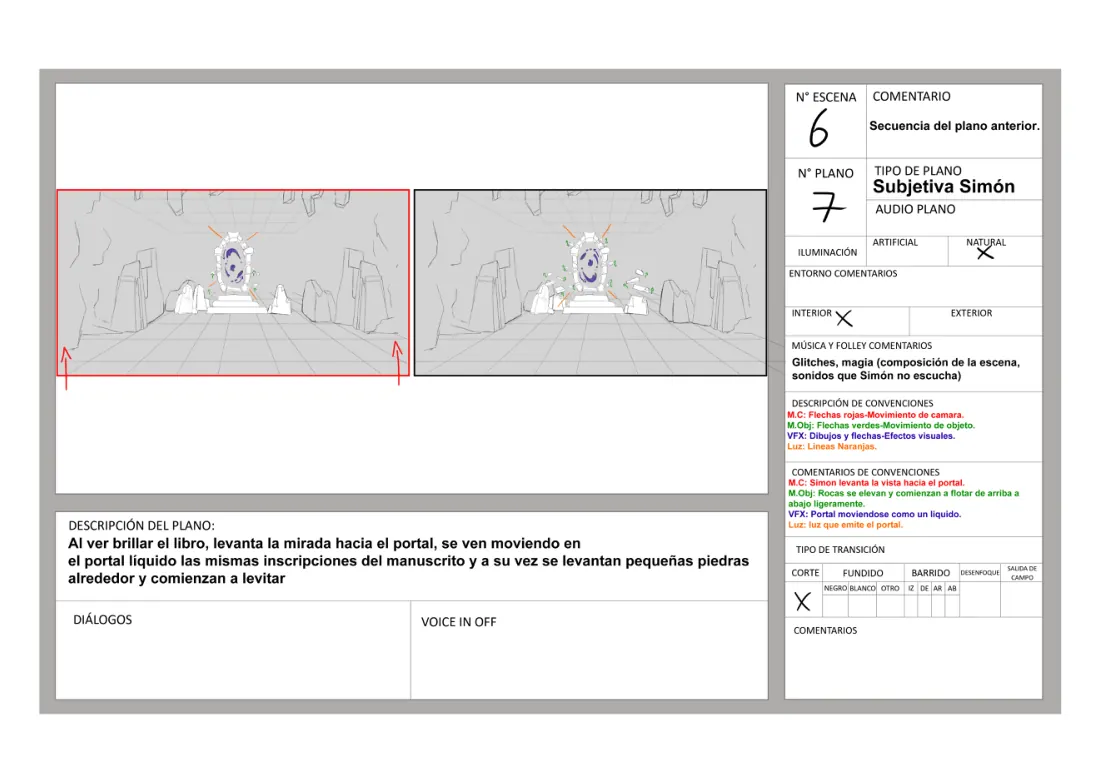 N° ESCENA
6
COMENTARIO
Secuencia del plano anterior.
N° PLANO
7
TIPO DE PLANO
Subjetiva Simón
AUDIO PLANO
ILUMINACIÓN
ARTIFICIAL
NATURAL
X
ENTORNO COMENTARIOS
INTERIOR X
EXTERIOR
MÚSICA Y FOLLEY COMENTARIOS
Glitches, magia (composición de la escena,
sonidos que Simón no escucha)
DESCRIPCIÓN DE CONVENCIONES
M.C: Flechas rojas-Movimiento de camara.
M.Obj: Flechas verdes-Movimiento de objeto.
VFX: Dibujos y flechas-Efectos visuales.
Luz: Lineas Naranjas.
COMENTARIOS DE CONVENCIONES
M.C: Simon levanta la vista hacia el portal.
M.Obj: Rocas se elevan y comienzan a flotar de arriba a
abajo ligeramente.
VFX: Portal moviendose como un liquido.
Luz: luz que emite el portal.
TIPO DE TRANSICIÓN
CORTE
X
FUNDIDO
NEGRO BLANCO OTRO
BARRIDO
IZ DE AR AB
DESENFOQUE
SALIDA DE
CAMPO
COMENTARIOS
DESCRIPCIÓN DEL PLANO:
Al ver brillar el libro, levanta la mirada hacia el portal, se ven moviendo en
el portal líquido las mismas inscripciones del manuscrito y a su vez se levantan pequeñas piedras
alrededor y comienzan a levitar
DIÁLOGOS
VOICE IN OFF